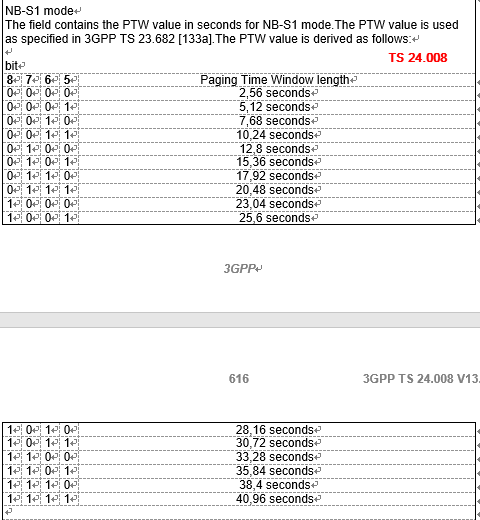 NB-S1 mode
The field contains the PTW value in seconds for NB-S1 mode.The PTW value is used
as specified in 3GPP TS 23.682 [133a].The PTW value is derived as follows:
TS 24.008
bit
8 7 6 5 Paging Time Window length
0 0 0 0 2,56 seconds
0 0 0 1 5,12 seconds
0 0 1 0 7,68 seconds
0 0 1 1 10,24 seconds
0 1 0 0 12,8 seconds
0 1 0 1 15,36 seconds
0 1 1 0 17,92 seconds
0 1 1 1 20,48 seconds
1 0 0 0 23,04 seconds
1 0 0 1 25,6 seconds
3GPP
616 3GPP TS 24.008 V13.
1 0 1 0 28,16 seconds
1 0 1 1 30,72 seconds
1 1 0 0 33,28 seconds
1 1 0 1 35,84 seconds
1 1 1 0 38,4 seconds
1 1 1 1 40,96 seconds